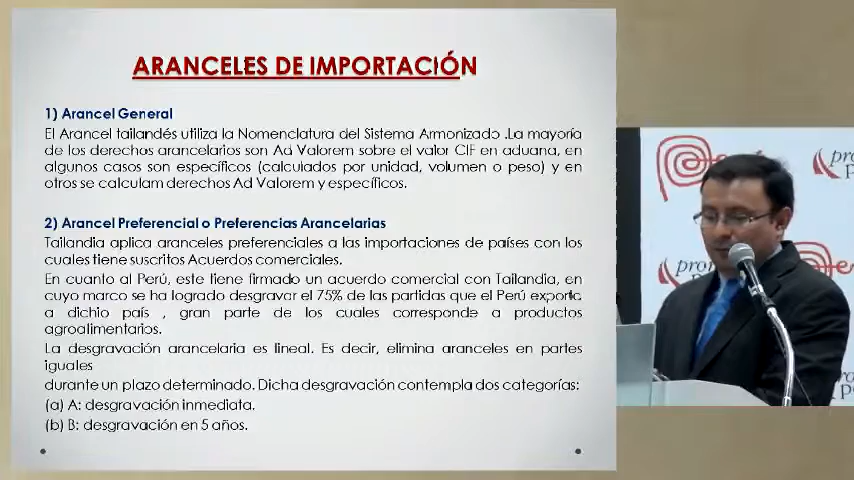 ARANCELES DE IMPORTACIÓN
1) Arancel General
El Arancel tailandés utiliza la Nomenclatura del Sistema Armonizado .La mayoría
de los derechos arancelarios son Ad Valorem sobre el valor CIF en aduana, en
algunos casos son específicos (calculados por unidad, volumen o peso) y en
otros se calculam derechos Ad Valorem y específicos.
2) Arancel Preferencial o Preferencias Arancelarias
Tailandia aplica aranceles preferenciales a las importaciones de países con los
cuales tiene suscritos Acuerdos comerciales.
En cuanto al Perú, este tiene firmado un acuerdo comercial con Tailandia, en
cuyo marco se ha logrado desgravar el 75% de las partidas que el Perú exporta
a dichio país , gran parte de los cuales corresponde a productos
agroalimentarios.
La desgravación arancelaria es lineal. Es decir, elimina aranceles en partes
iguales
durante un plazo determinado. Dicha desgravación contempla dos categorías:
(a) A: desgravación inmediata.
(b) B: desgravación en 5 años.